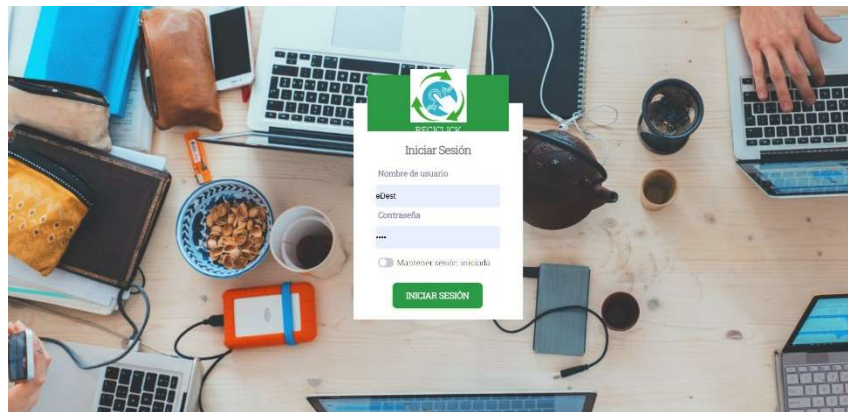 RECICLICK
Iniciar Sesión
Nombre de usuario
eDest
Contraseña
••••
Mantener sesión iniciada
INICIAR SESIÓN